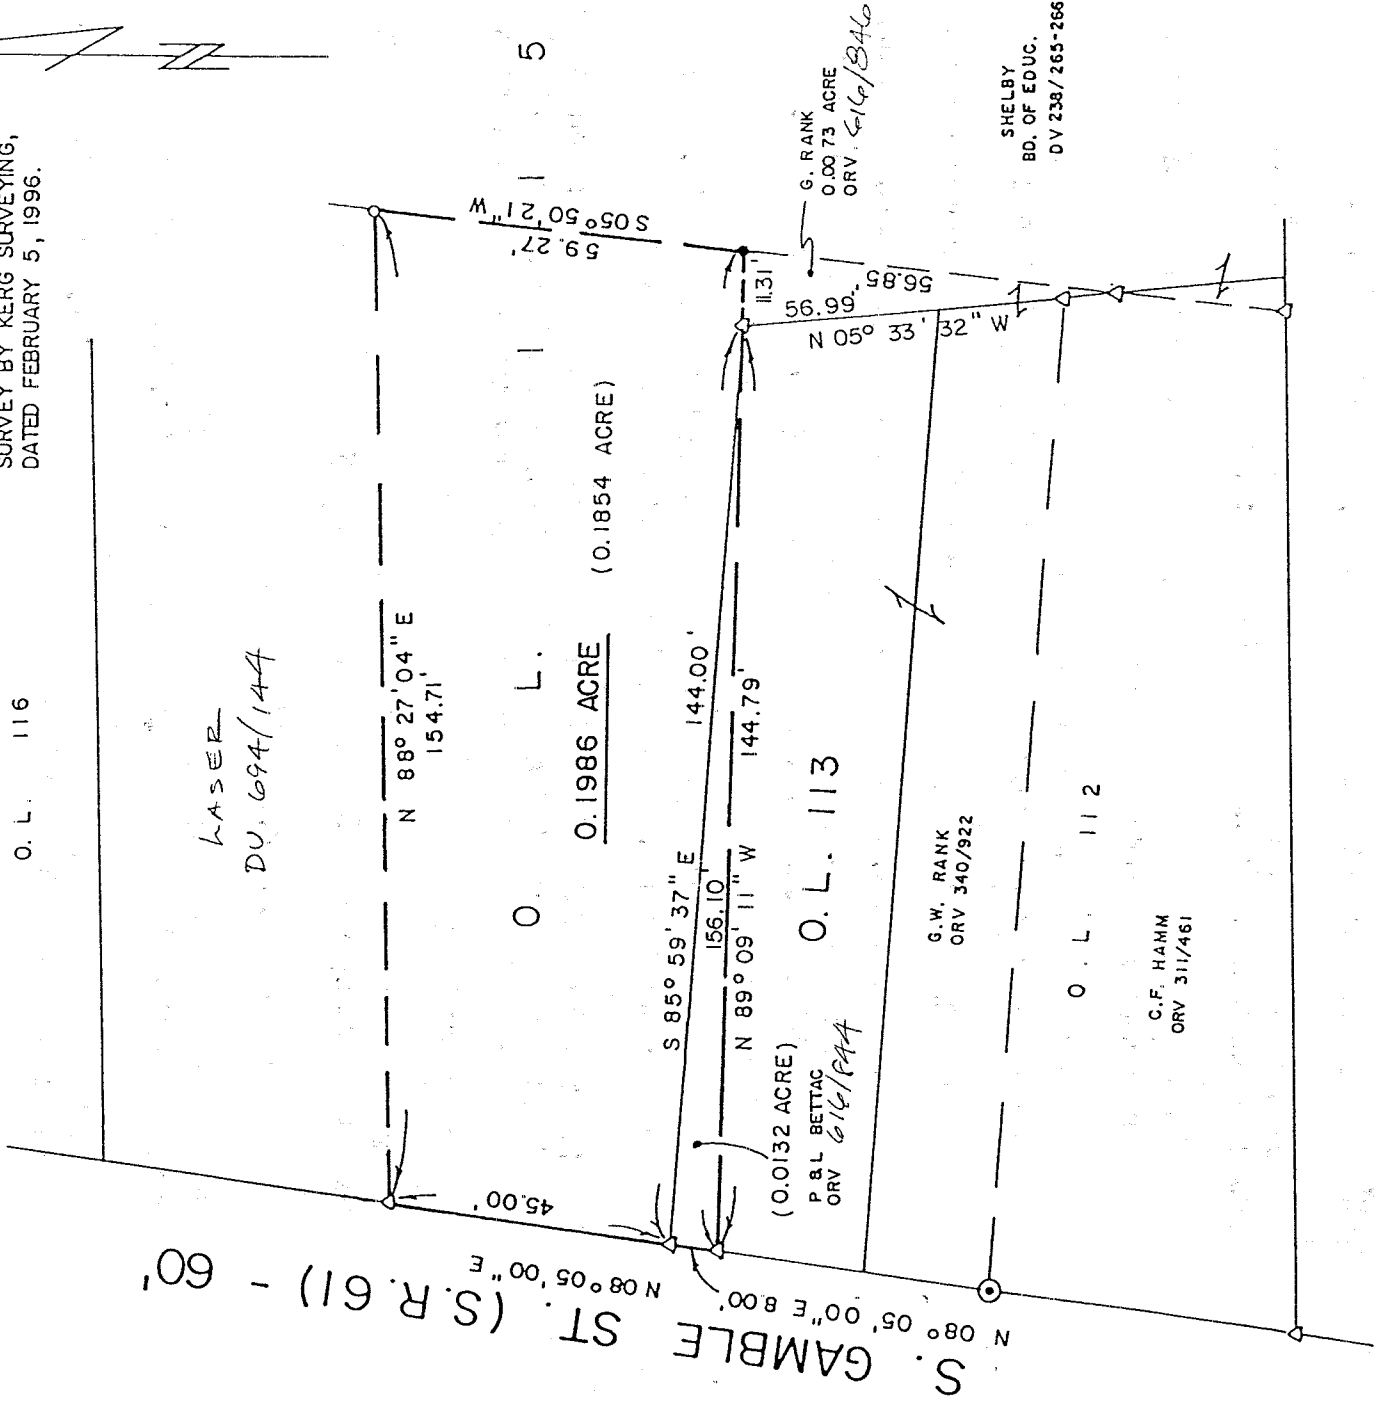 SURVEY BY KERG SURVEYING,
DATED FEBRUARY 5, 1996.
O. L. 116
LASER
DV. 694/144
N 88° 27' 04" E
154.71'
O. L. 115
0.1986 ACRE (0.1854 ACRE)
S 05° 50' 21" W
59.27'
45.00'
N 08° 05' 00" E
N 08° 05' 00" E 8.00'
S. GAMBLE ST. (S.R. 61) - 60'
S 85° 59' 37" E 144.00'
156.10'
N 89° 09' 11" W 144.79'
11.31'
56.99'
N 05° 33' 32" W
56.85'
G. RANK
0.0073 ACRE
ORV. 616/846
SHELBY
BD. OF EDUC.
DV 238/265-266
(0.0132 ACRE)
P & L BETTAC
ORV 616/844
O. L. 113
G.W. RANK
ORV 340/922
O. L. 112
C.F. HAMM
ORV 311/461